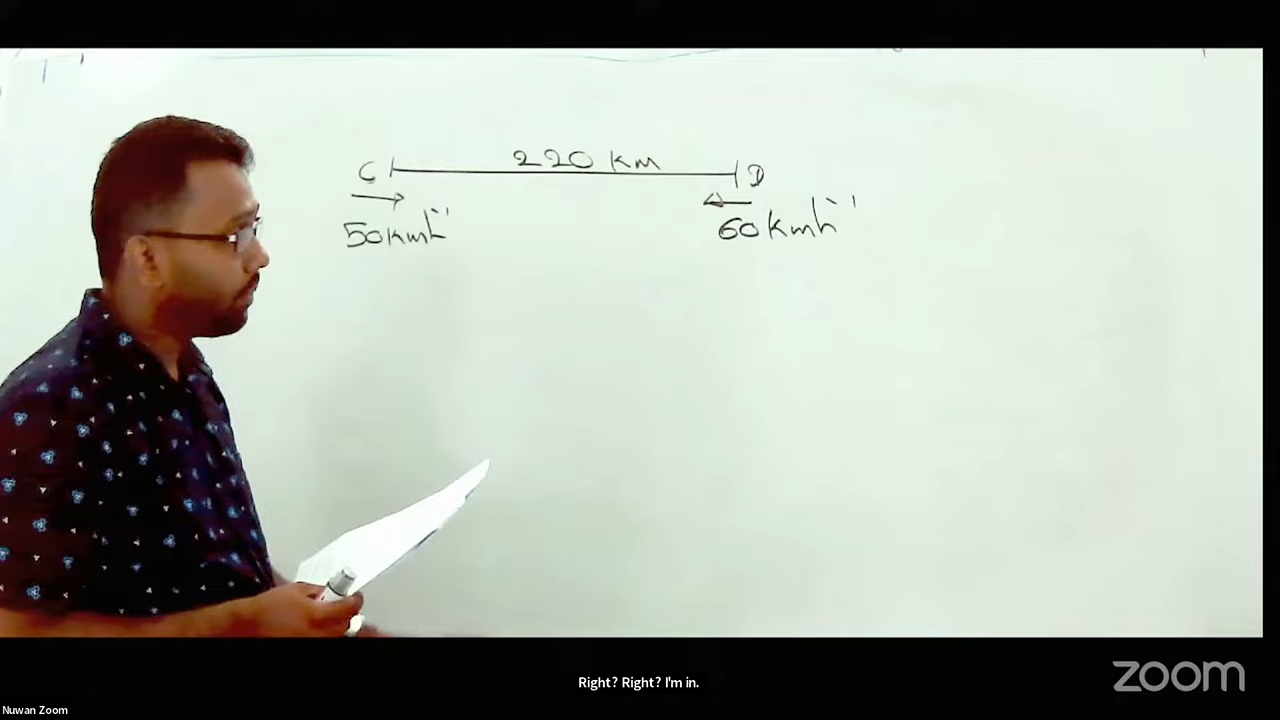 220 km
C D
50kmh⁻¹ 60kmh⁻¹
Right? Right? I'm in.
zoom
Nuwan Zoom